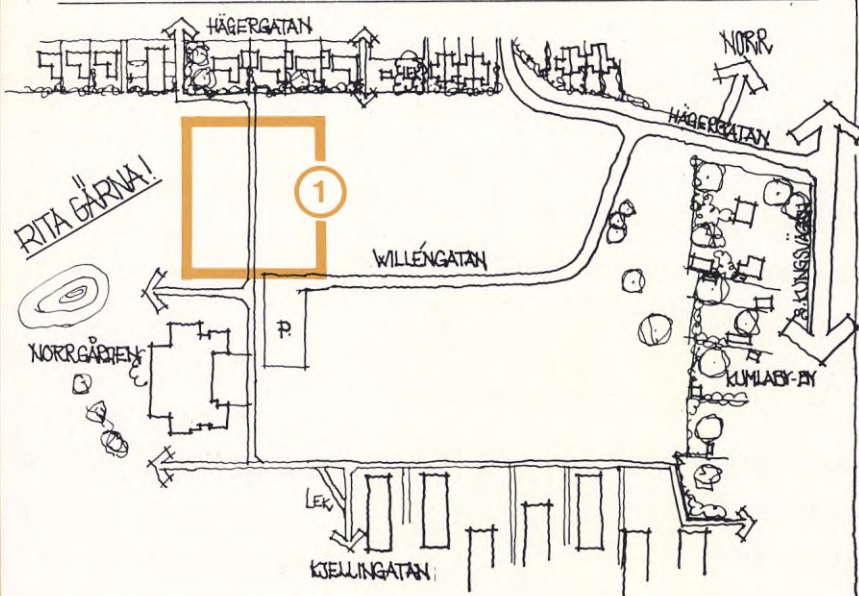 HÄGERGATAN
NORR
HÄGERGATAN
RITA GÄRNA!
1
WILLÉNGATAN
S. KUNGSVÄGEN
P.
NORRGÅRDEN
KUMLABY-BY
LEK
KJELLINGATAN